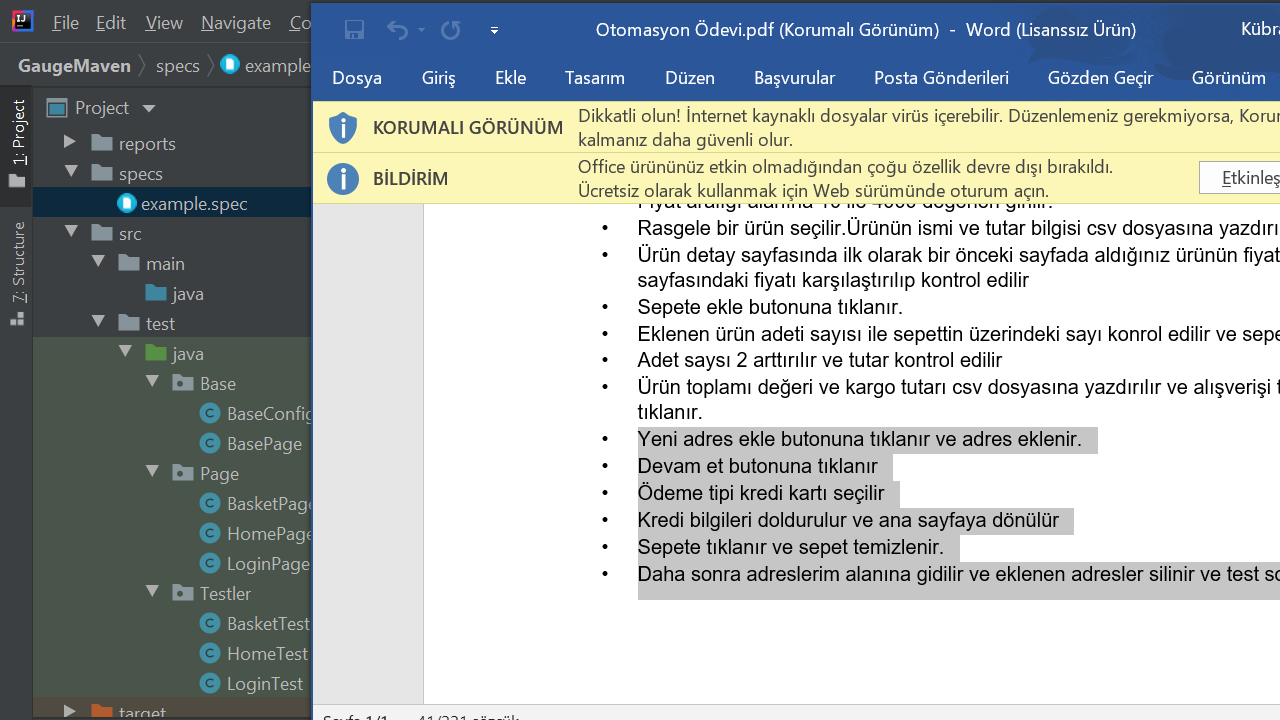 File Edit View Navigate
GaugeMaven specs example
1: Project
7: Structure
Project
reports
specs
example.spec
src
main
java
test
java
Base
BaseConfig
BasePage
Page
BasketPage
HomePage
LoginPage
Testler
BasketTest
HomeTest
LoginTest
target
Otomasyon Ödevi.pdf (Korumalı Görünüm) - Word (Lisanssız Ürün)
Kübra
Dosya Giriş Ekle Tasarım Düzen Başvurular Posta Gönderileri Gözden Geçir Görünüm
KORUMALI GÖRÜNÜM
Dikkatli olun! İnternet kaynaklı dosyalar virüs içerebilir. Düzenlemeniz gerekmiyorsa, Korum
kalmanız daha güvenli olur.
BİLDİRİM
Office ürününüz etkin olmadığından çoğu özellik devre dışı bırakıldı.
Ücretsiz olarak kullanmak için Web sürümünde oturum açın.
Etkinleş
• Rasgele bir ürün seçilir.Ürünün ismi ve tutar bilgisi csv dosyasına yazdırı
• Ürün detay sayfasında ilk olarak bir önceki sayfada aldığınız ürünün fiyat
sayfasındaki fiyatı karşılaştırılıp kontrol edilir
• Sepete ekle butonuna tıklanır.
• Eklenen ürün adeti sayısı ile sepettin üzerindeki sayı konrol edilir ve sepe
• Adet saysı 2 arttırılır ve tutar kontrol edilir
• Ürün toplamı değeri ve kargo tutarı csv dosyasına yazdırılır ve alışverişi t
tıklanır.
• Yeni adres ekle butonuna tıklanır ve adres eklenir.
• Devam et butonuna tıklanır
• Ödeme tipi kredi kartı seçilir
• Kredi bilgileri doldurulur ve ana sayfaya dönülür
• Sepete tıklanır ve sepet temizlenir.
• Daha sonra adreslerim alanına gidilir ve eklenen adresler silinir ve test so